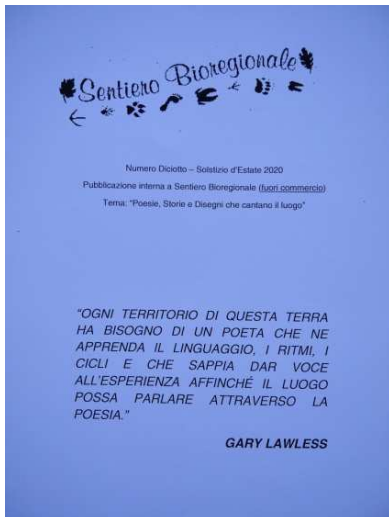 Sentiero Bioregionale
Numero Diciotto – Solstizio d'Estate 2020
Pubblicazione interna a Sentiero Bioregionale (fuori commercio)
Tema: "Poesie, Storie e Disegni che cantano il luogo"
"OGNI TERRITORIO DI QUESTA TERRA
HA BISOGNO DI UN POETA CHE NE
APPRENDA IL LINGUAGGIO, I RITMI, I
CICLI E CHE SAPPIA DAR VOCE
ALL'ESPERIENZA AFFINCHÉ IL LUOGO
POSSA PARLARE ATTRAVERSO LA
POESIA."
GARY LAWLESS